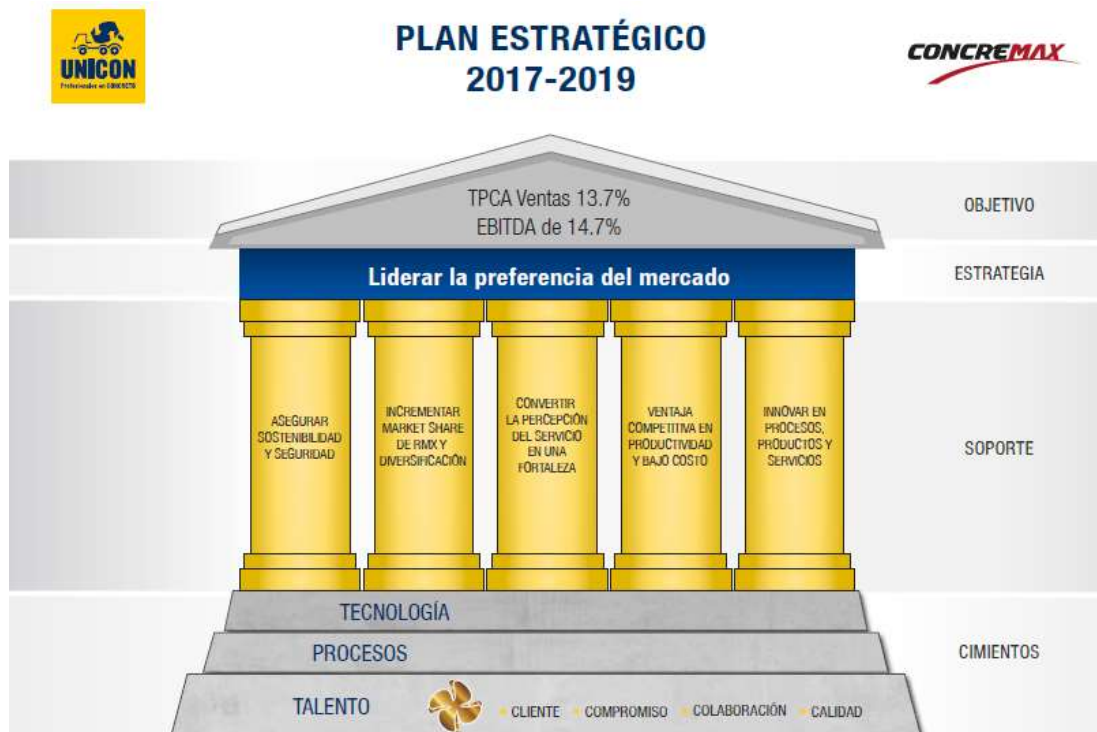 UNICON
Profesionales en CONCRETO
PLAN ESTRATÉGICO
2017-2019
CONCREMAX
TPCA Ventas 13.7%
EBITDA de 14.7%
OBJETIVO
Liderar la preferencia del mercado
ESTRATEGIA
ASEGURAR
SOSTENIBILIDAD
Y SEGURIDAD
INCREMENTAR
MARKET SHARE
DE RMX Y
DIVERSIFICACIÓN
CONVERTIR
LA PERCEPCIÓN
DEL SERVICIO
EN UNA
FORTALEZA
VENTAJA
COMPETITIVA EN
PRODUCTIVIDAD
Y BAJO COSTO
INNOVAR EN
PROCESOS,
PRODUCTOS Y
SERVICIOS
SOPORTE
TECNOLOGÍA
PROCESOS
CIMIENTOS
TALENTO
• CLIENTE • COMPROMISO • COLABORACIÓN • CALIDAD